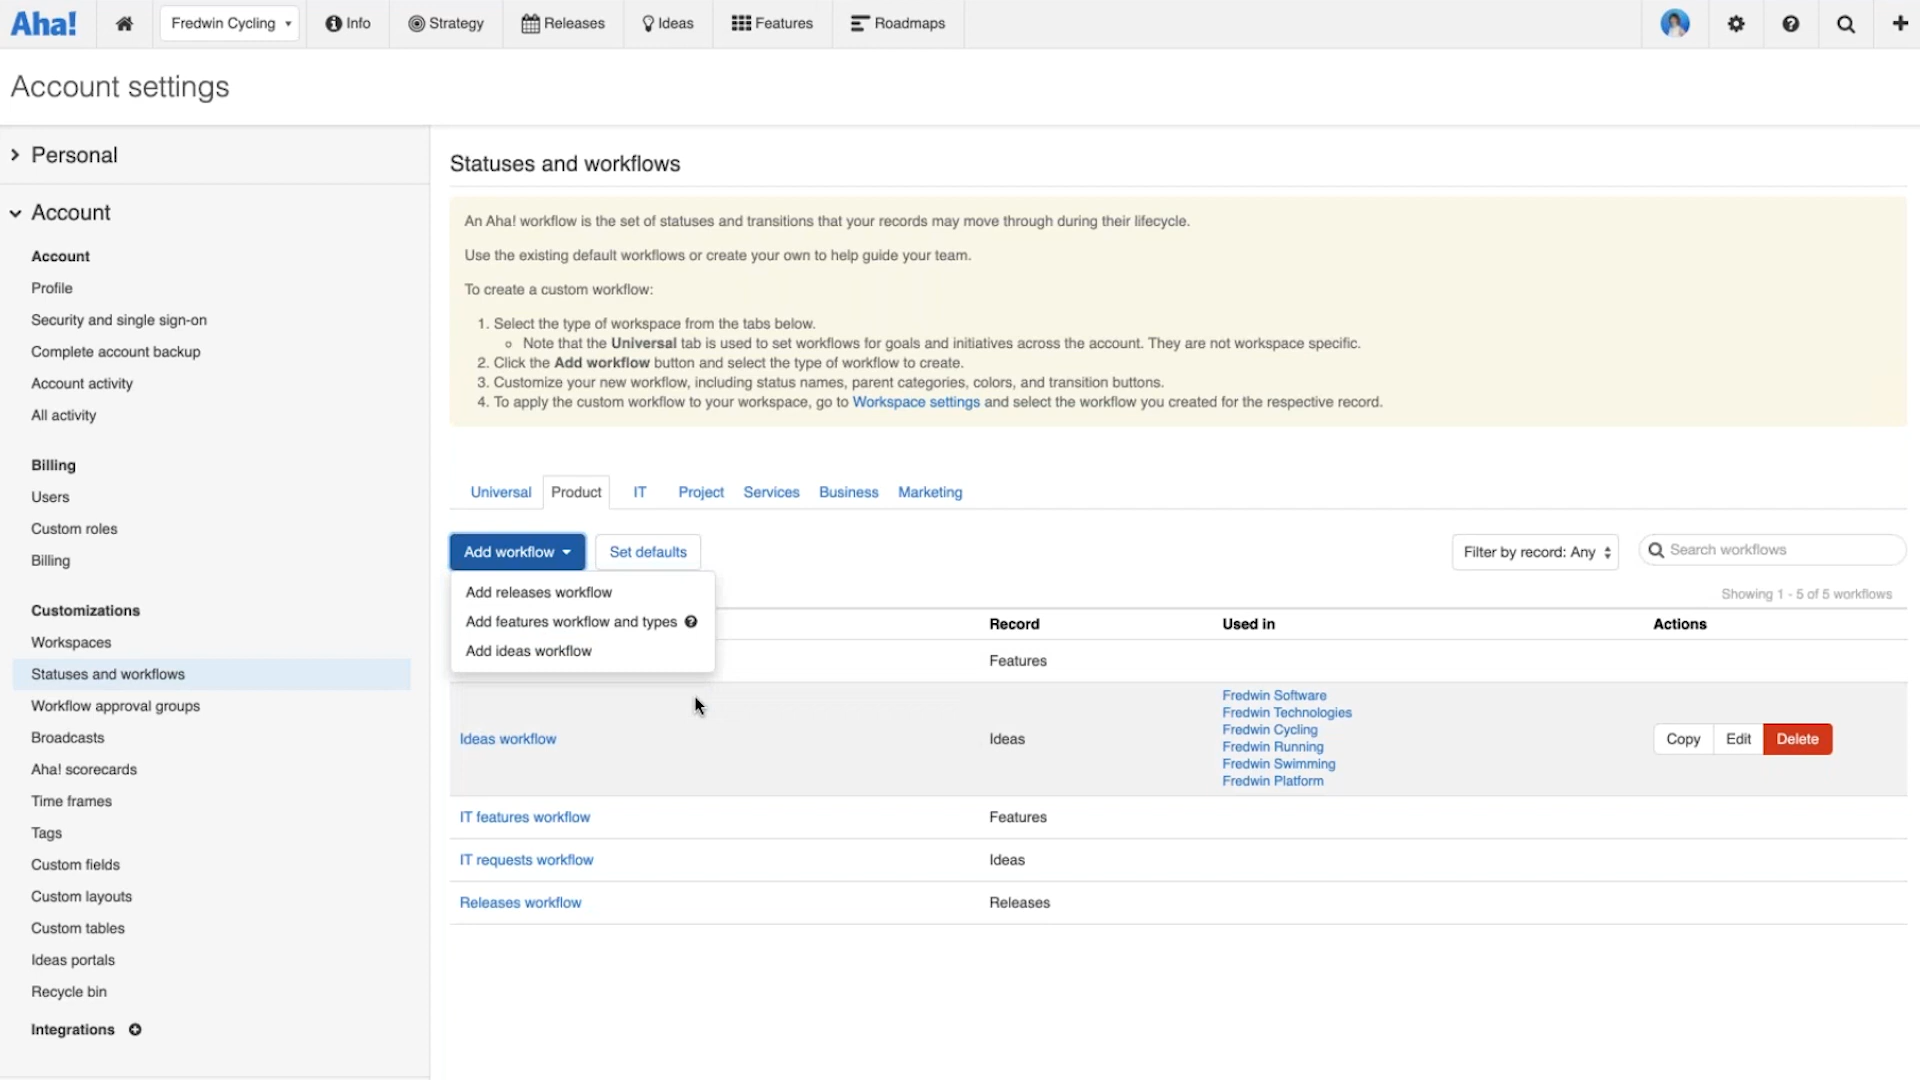 Aha!
Fredwin Cycling
Info
Strategy
Releases
Ideas
Features
Roadmaps
Account settings
Personal
Account
Account
Profile
Security and single sign-on
Complete account backup
Account activity
All activity
Billing
Users
Custom roles
Billing
Customizations
Workspaces
Statuses and workflows
Workflow approval groups
Broadcasts
Aha! scorecards
Time frames
Tags
Custom fields
Custom layouts
Custom tables
Ideas portals
Recycle bin
Integrations
Statuses and workflows
An Aha! workflow is the set of statuses and transitions that your records may move through during their lifecycle.
Use the existing default workflows or create your own to help guide your team.
To create a custom workflow:
1. Select the type of workspace from the tabs below.
Note that the Universal tab is used to set workflows for goals and initiatives across the account. They are not workspace specific.
2. Click the Add workflow button and select the type of workflow to create.
3. Customize your new workflow, including status names, parent categories, colors, and transition buttons.
4. To apply the custom workflow to your workspace, go to Workspace settings and select the workflow you created for the respective record.
Universal Product IT Project Services Business Marketing
Add workflow Set defaults Filter by record: Any Search workflows
Showing 1 - 5 of 5 workflows
Add releases workflow
Add features workflow and types
Add ideas workflow
Record Used in Actions
Features
Ideas workflow Ideas
Fredwin Software
Fredwin Technologies
Fredwin Cycling
Fredwin Running
Fredwin Swimming
Fredwin Platform
Copy Edit Delete
IT features workflow Features
IT requests workflow Ideas
Releases workflow Releases